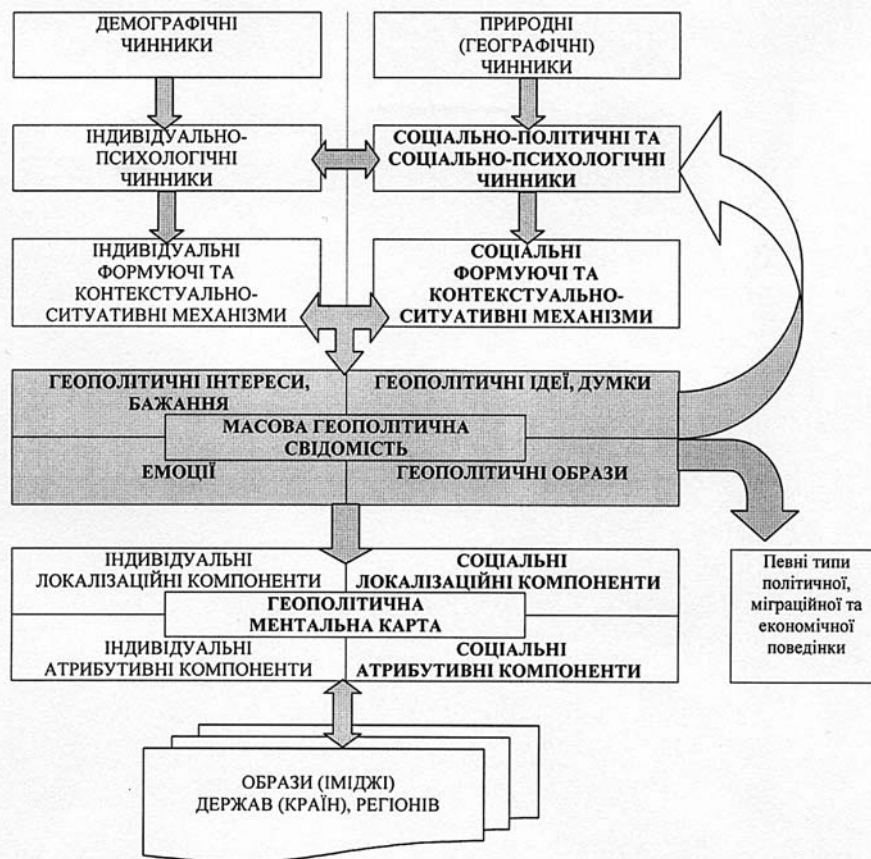 ДЕМОГРАФІЧНІ
ЧИННИКИ
ПРИРОДНІ
(ГЕОГРАФІЧНІ)
ЧИННИКИ
ІНДИВІДУАЛЬНО-
ПСИХОЛОГІЧНІ
ЧИННИКИ
СОЦІАЛЬНО-ПОЛІТИЧНІ ТА
СОЦІАЛЬНО-ПСИХОЛОГІЧНІ
ЧИННИКИ
ІНДИВІДУАЛЬНІ
ФОРМУЮЧІ ТА
КОНТЕКСТУАЛЬНО-
СИТУАТИВНІ МЕХАНІЗМИ
СОЦІАЛЬНІ
ФОРМУЮЧІ ТА
КОНТЕКСТУАЛЬНО-
СИТУАТИВНІ МЕХАНІЗМИ
ГЕОПОЛІТИЧНІ ІНТЕРЕСИ,
БАЖАННЯ
ГЕОПОЛІТИЧНІ ІДЕЇ, ДУМКИ
МАСОВА ГЕОПОЛІТИЧНА
СВІДОМІСТЬ
ЕМОЦІЇ
ГЕОПОЛІТИЧНІ ОБРАЗИ
ІНДИВІДУАЛЬНІ
ЛОКАЛІЗАЦІЙНІ КОМПОНЕНТИ
СОЦІАЛЬНІ
ЛОКАЛІЗАЦІЙНІ КОМПОНЕНТИ
ГЕОПОЛІТИЧНА
МЕНТАЛЬНА КАРТА
ІНДИВІДУАЛЬНІ
АТРИБУТИВНІ КОМПОНЕНТИ
СОЦІАЛЬНІ
АТРИБУТИВНІ КОМПОНЕНТИ
Певні типи
політичної,
міграційної та
економічної
поведінки
ОБРАЗИ (ІМІДЖІ)
ДЕРЖАВ (КРАЇН), РЕГІОНІВ